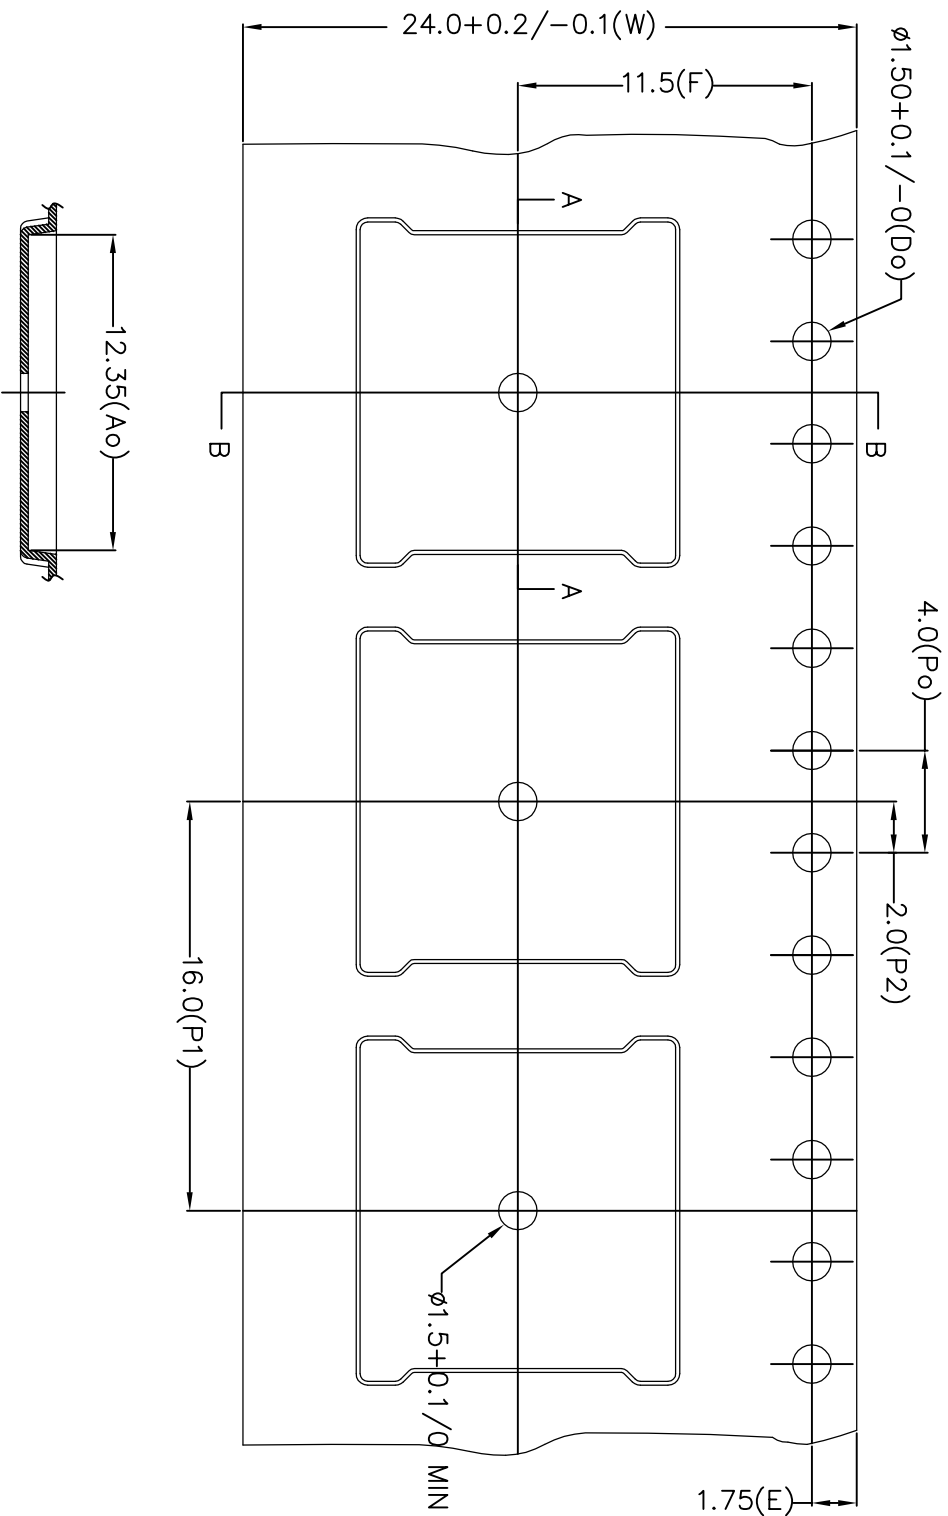 24.0+0.2/-0.1(W)
11.5(F)
ø1.50+0.1/-0(Do)
A
12.35(Ao)
B
B
A
4.0(Po)
2.0(P2)
16.0(P1)
ø1.5+0.1/0 MIN
1.75(E)